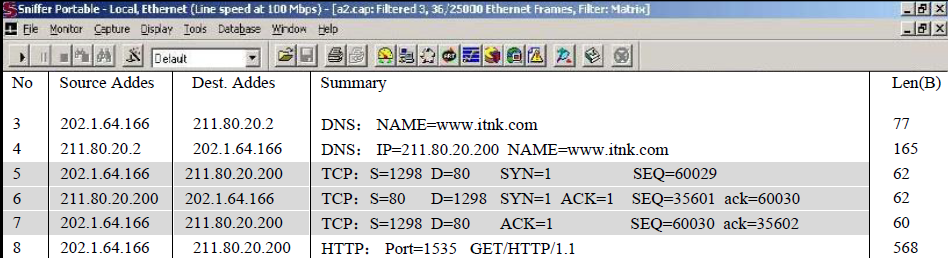 Sniffer Portable - Local, Ethernet (Line speed at 100 Mbps) - [a2.cap: Filtered 3, 36/25000 Ethernet Frames, Filter: Matrix]
File Monitor Capture Display Tools Database Window Help
Default
No Source Addes Dest. Addes Summary Len(B)
3 202.1.64.166 211.80.20.2 DNS: NAME=www.itnk.com 77
4 211.80.20.2 202.1.64.166 DNS: IP=211.80.20.200 NAME=www.itnk.com 165
5 202.1.64.166 211.80.20.200 TCP: S=1298 D=80 SYN=1 SEQ=60029 62
6 211.80.20.200 202.1.64.166 TCP: S=80 D=1298 SYN=1 ACK=1 SEQ=35601 ack=60030 62
7 202.1.64.166 211.80.20.200 TCP: S=1298 D=80 ACK=1 SEQ=60030 ack=35602 60
8 202.1.64.166 211.80.20.200 HTTP: Port=1535 GET/HTTP/1.1 568